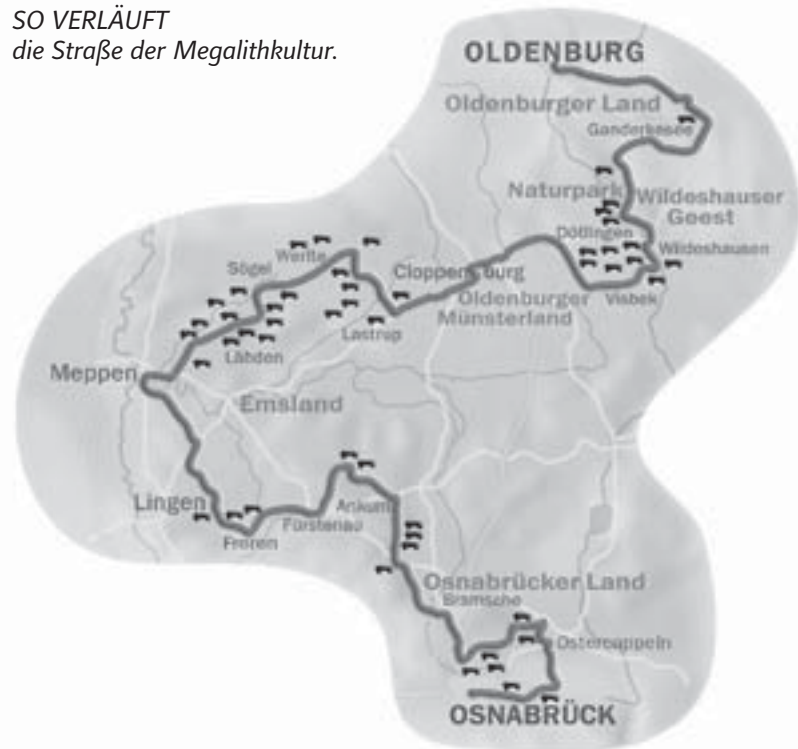 SO VERLÄUFT
die Straße der Megalithkultur.
OLDENBURG
Oldenburger Land
Ganderkesee
Naturpark
Wildeshauser
Geest
Dötlingen
Wildeshausen
Werlte
Sögel
Cloppenburg
Oldenburger
Münsterland
Visbek
Lastrup
Lähden
Meppen
Emsland
Lingen
Ankum
Fürstenau
Freren
Osnabrücker Land
Bramsche
Ostercappeln
OSNABRÜCK